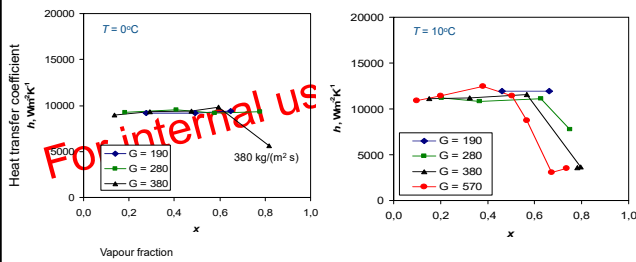 Heat transfer coefficient
h, Wm⁻²K⁻¹
20000
15000
10000
5000
0
T = 0°C
G = 190
G = 280
G = 380
380 kg/(m² s)
0,0 0,2 0,4 0,6 0,8 1,0
x
Vapour fraction
For internal us
h, Wm⁻²K⁻¹
20000
15000
10000
5000
0
T = 10°C
G = 190
G = 280
G = 380
G = 570
0,0 0,2 0,4 0,6 0,8 1,0
x